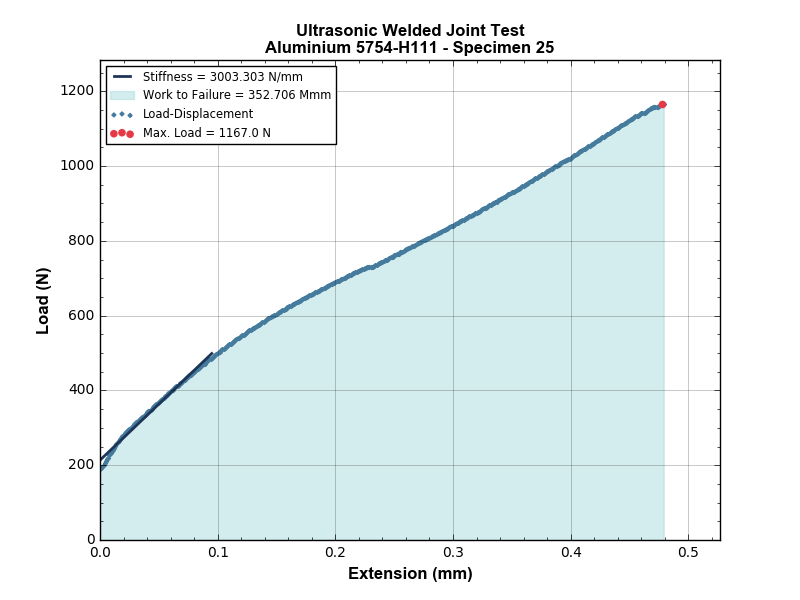 Ultrasonic Welded Joint Test
Aluminium 5754-H111 - Specimen 25
Stiffness = 3003.303 N/mm
Work to Failure = 352.706 Mmm
Load-Displacement
Max. Load = 1167.0 N
1200
1000
800
600
400
200
0
Load (N)
0.0 0.1 0.2 0.3 0.4 0.5
Extension (mm)